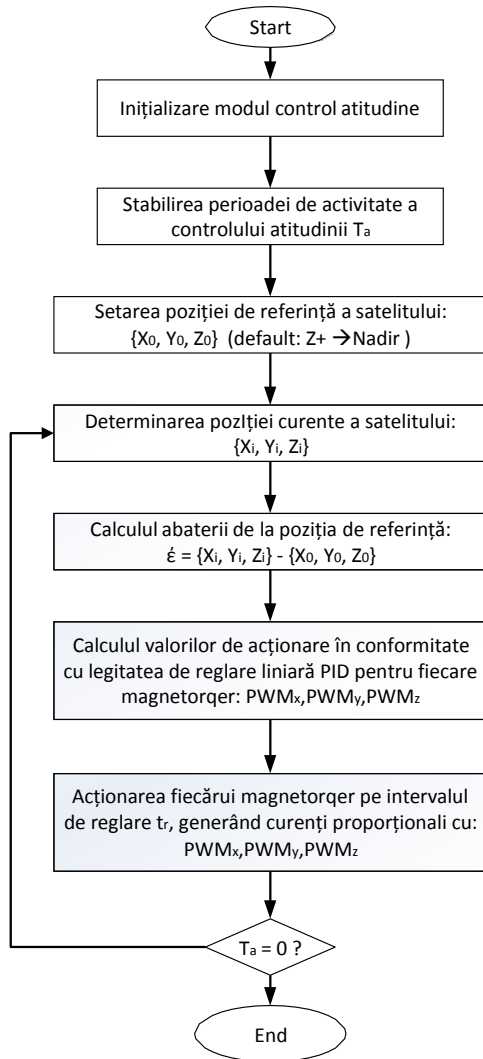 Start
Inițializare modul control atitudine
Stabilirea perioadei de activitate a
controlului atitudinii Ta
Setarea poziției de referință a satelitului:
{X0, Y0, Z0} (default: Z+ →Nadir )
Determinarea pozIției curente a satelitului:
{Xi, Yi, Zi}
Calculul abaterii de la poziția de referință:
έ = {Xi, Yi, Zi} - {X0, Y0, Z0}
Calculul valorilor de acționare în conformitate
cu legitatea de reglare liniară PID pentru fiecare
magnetorqer: PWMx,PWMy,PWMz
Acționarea fiecărui magnetorqer pe intervalul
de reglare tr, generând curenți proporționali cu:
PWMx,PWMy,PWMz
Ta = 0 ?
End